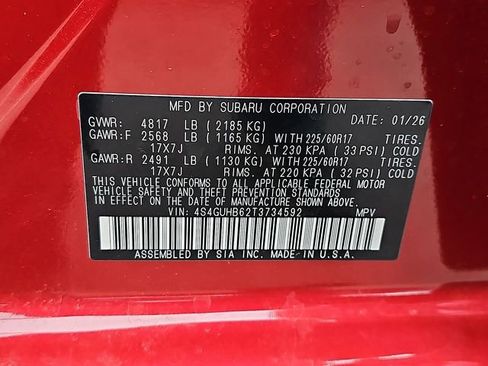 MFD BY SUBARU CORPORATION DATE: 01/26
GVWR: 4817 LB ( 2185 KG)
GAWR:F 2568 LB ( 1165 KG) WITH 225/60R17 TIRES.
17X7J RIMS. AT 230 KPA ( 33 PSI) COLD.
GAWR:R 2491 LB ( 1130 KG) WITH 225/60R17 TIRES.
17X7J RIMS. AT 220 KPA ( 32 PSI) COLD.
THIS VEHICLE CONFORMS TO ALL APPLICABLE FEDERAL MOTOR
VEHICLE SAFETY AND THEFT PREVENTION STANDARDS
IN EFFECT ON THE DATE OF MANUFACTURE SHOWN ABOVE.
VIN: 4S4GUHB62T3734592 MPV
ASSEMBLED BY SIA INC. MADE IN U.S.A.